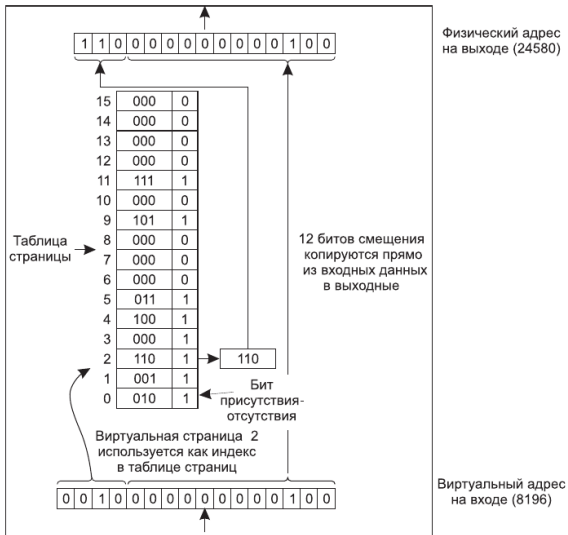 Физический адрес
на выходе (24580)
1 1 0 0 0 0 0 0 0 0 0 0 1 0 0
15 000 0
14 000 0
13 000 0
12 000 0
11 111 1
10 000 0
9 101 1
8 000 0
7 000 0
6 000 0
5 011 1
4 100 1
3 000 1
2 110 1 110
1 001 1
0 010 1
Таблица
страницы
12 битов смещения
копируются прямо
из входных данных
в выходные
Бит
присутствия-
отсутствия
Виртуальная страница 2
используется как индекс
в таблице страниц
0 0 1 0 0 0 0 0 0 0 0 0 0 1 0 0
Виртуальный адрес
на входе (8196)